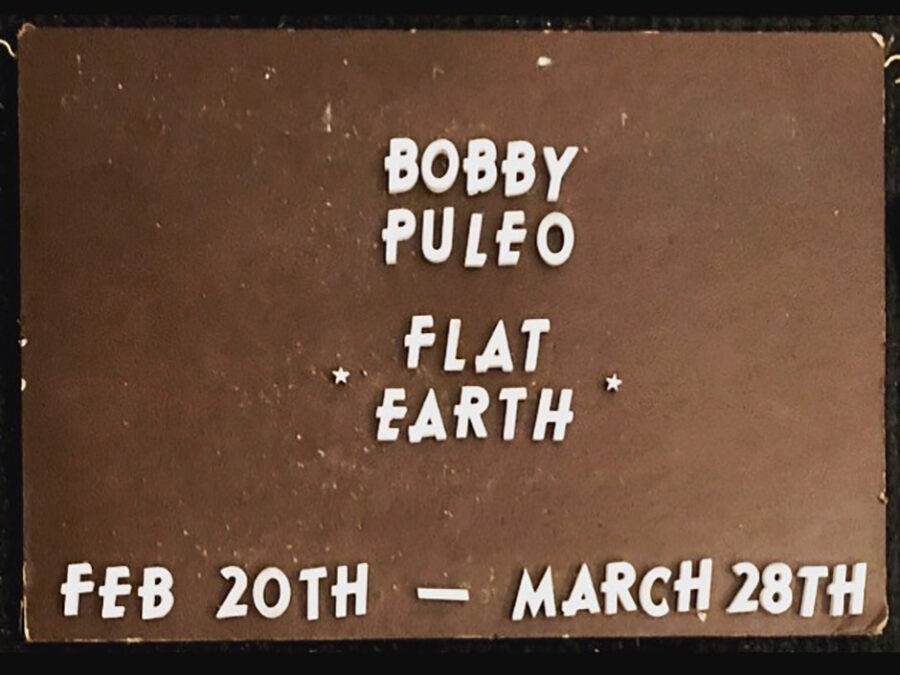 BOBBY
PULEO
FLAT
EARTH
FEB 20TH — MARCH 28TH